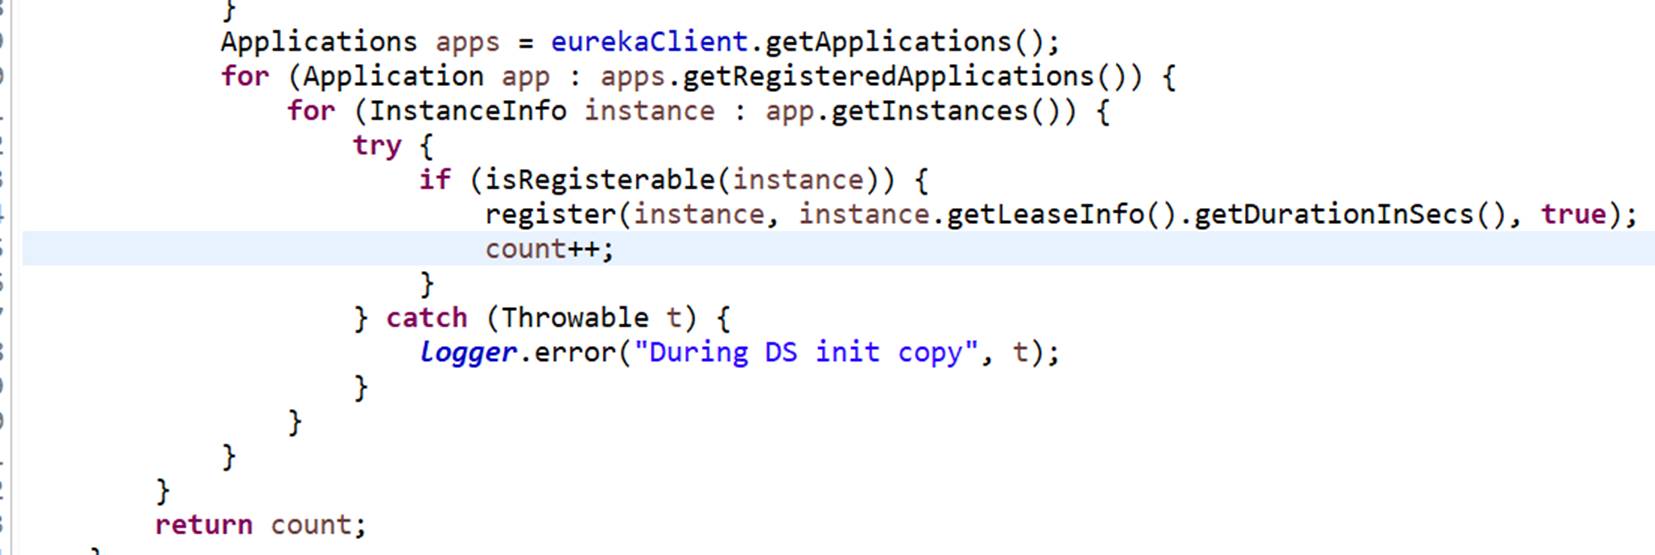 }
Applications apps = eurekaClient.getApplications();
for (Application app : apps.getRegisteredApplications()) {
for (InstanceInfo instance : app.getInstances()) {
try {
if (isRegisterable(instance)) {
register(instance, instance.getLeaseInfo().getDurationInSecs(), true);
count++;
}
} catch (Throwable t) {
logger.error("During DS init copy", t);
}
}
}
}
return count;
}